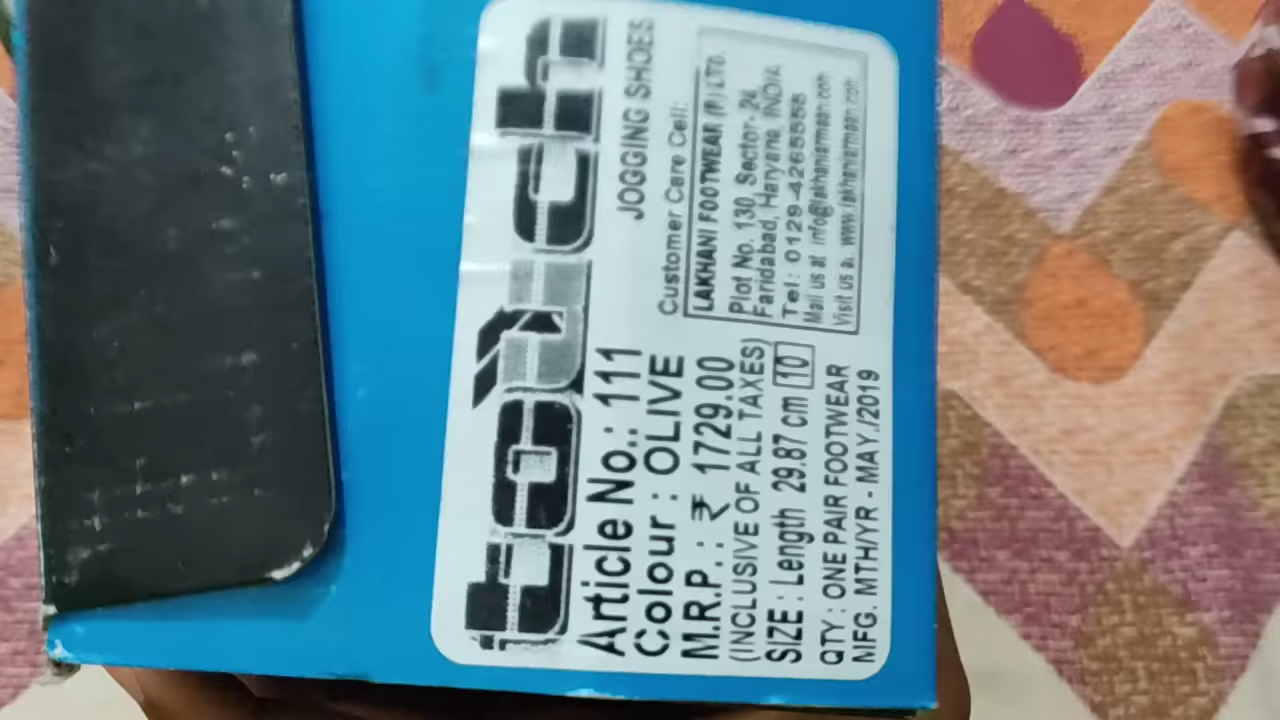 touch
JOGGING SHOES
Article No.: 111
Colour : OLIVE
M.R.P. : ₹ 1729.00
(INCLUSIVE OF ALL TAXES)
SIZE : Length 29.87 cm 10
QTY : ONE PAIR FOOTWEAR
MFG. MTH/YR - MAY./2019
Customer Care Cell:
LAKHANI FOOTWEAR (P) LTD.
Plot No. 130, Sector-24,
Faridabad, Haryana, INDIA
Tel : 0129-4265558
Mail us at info@lakhaniarmaan.com
Visit us a. www.lakhaniarmaan.com